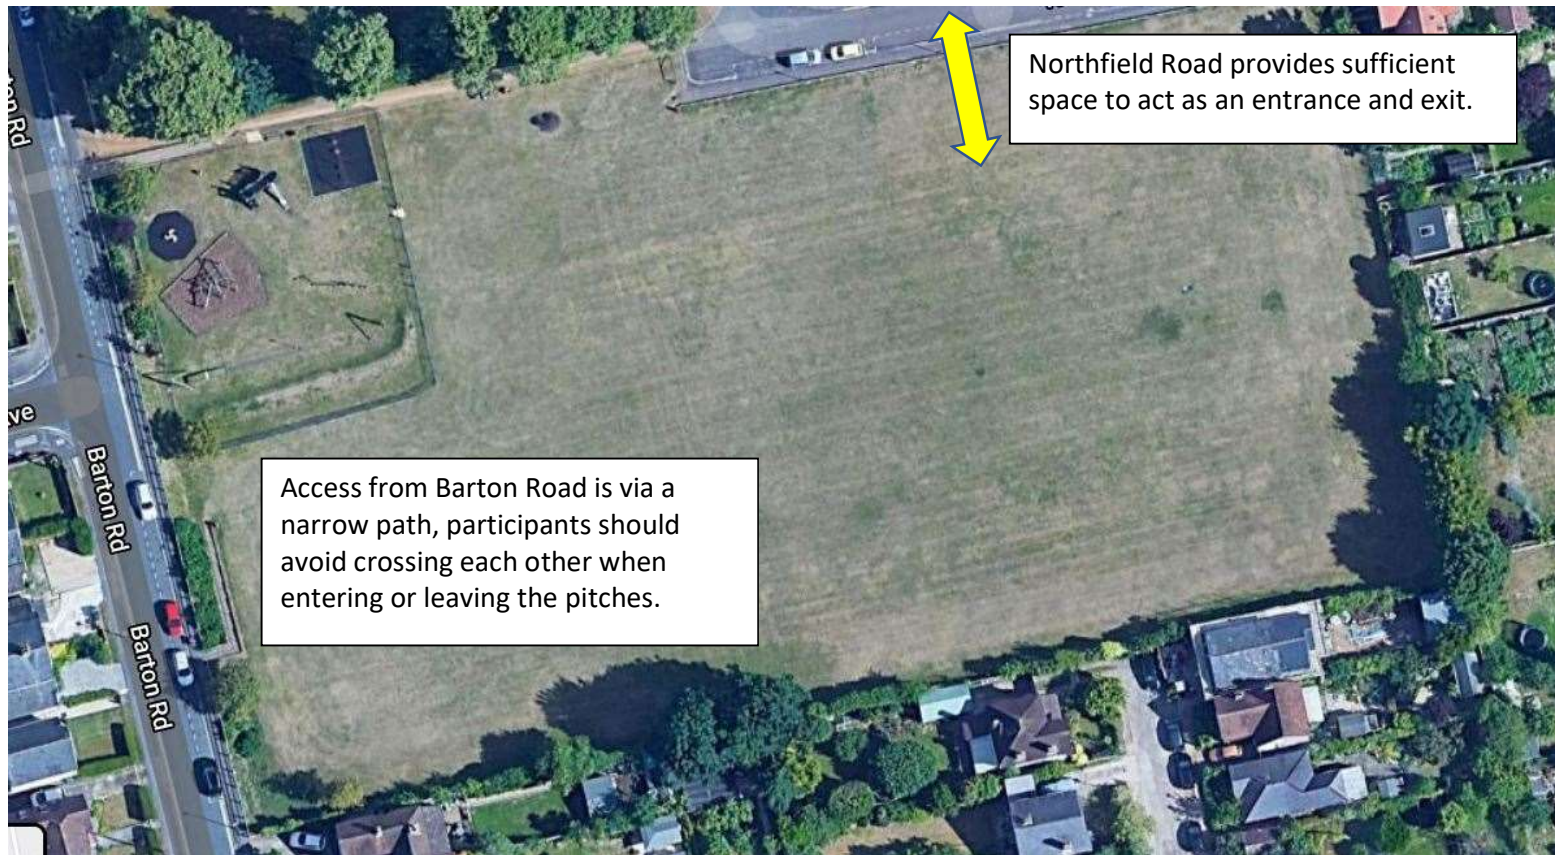 Northfield Road provides sufficient
space to act as an entrance and exit.
ve
Access from Barton Road is via a
narrow path, participants should
avoid crossing each other when
entering or leaving the pitches.
Barton Rd
Barton Rd